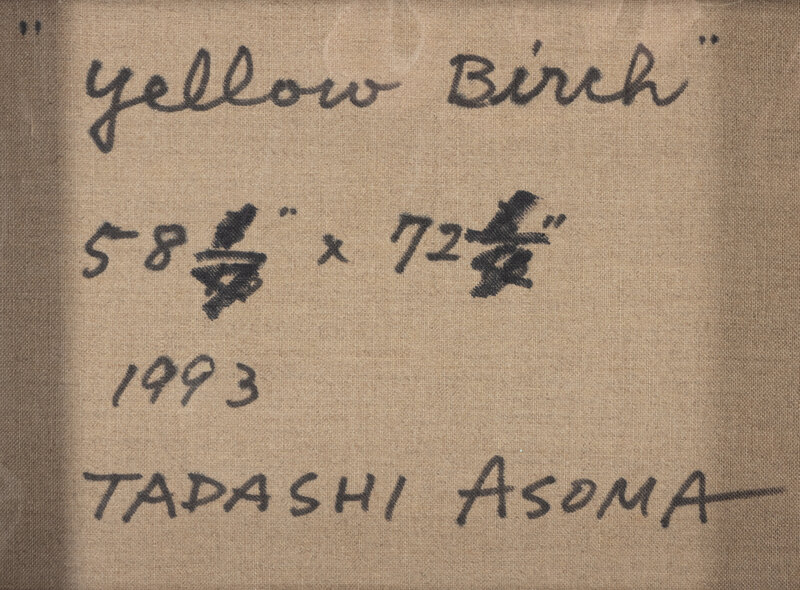 "Yellow Birch"
58" x 72"
1993
TADASHI ASOMA